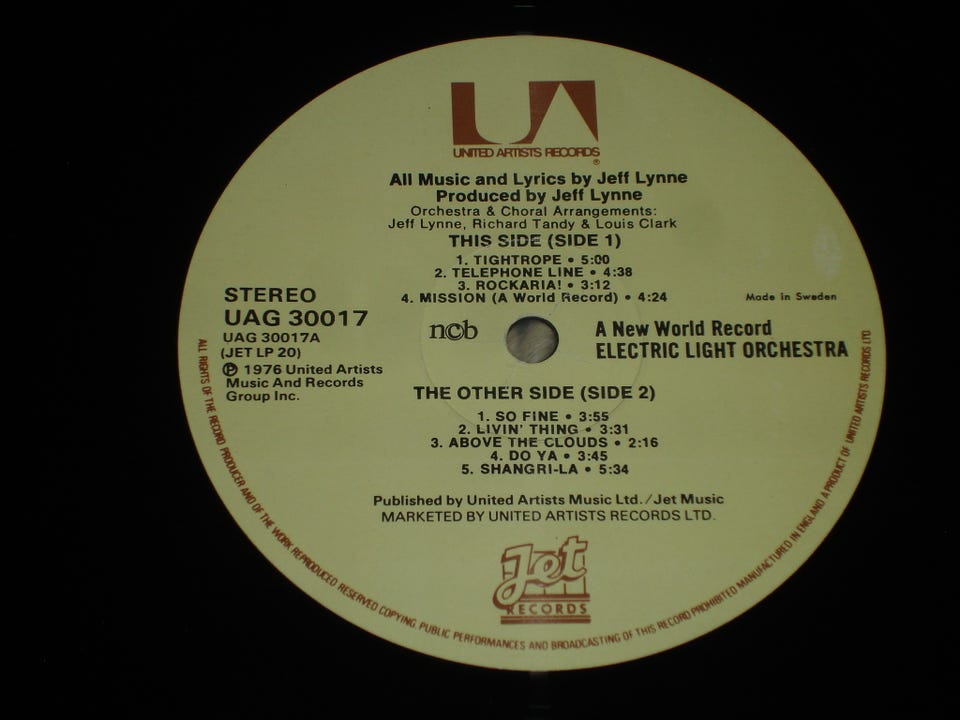 UA
UNITED ARTISTS RECORDS
®
All Music and Lyrics by Jeff Lynne
Produced by Jeff Lynne
Orchestra & Choral Arrangements:
Jeff Lynne, Richard Tandy & Louis Clark
THIS SIDE (SIDE 1)
1. TIGHTROPE • 5:00
2. TELEPHONE LINE • 4:38
3. ROCKARIA! • 3:12
4. MISSION (A World Record) • 4:24
Made in Sweden
STEREO
UAG 30017
UAG 30017A
(JET LP 20)
℗ 1976 United Artists
Music And Records
Group Inc.
ncb
A New World Record
ELECTRIC LIGHT ORCHESTRA
THE OTHER SIDE (SIDE 2)
1. SO FINE • 3:55
2. LIVIN' THING • 3:31
3. ABOVE THE CLOUDS • 2:16
4. DO YA • 3:45
5. SHANGRI-LA • 5:34
Published by United Artists Music Ltd./Jet Music
MARKETED BY UNITED ARTISTS RECORDS LTD.
Jet
RECORDS
ALL RIGHTS OF THE RECORD PRODUCER AND OF THE WORK REPRODUCED RESERVED COPYING PUBLIC PERFORMANCES AND BROADCASTING OF THIS RECORD PROHIBITED MANUFACTURED IN ENGLAND A PRODUCT OF UNITED ARTISTS RECORDS LTD